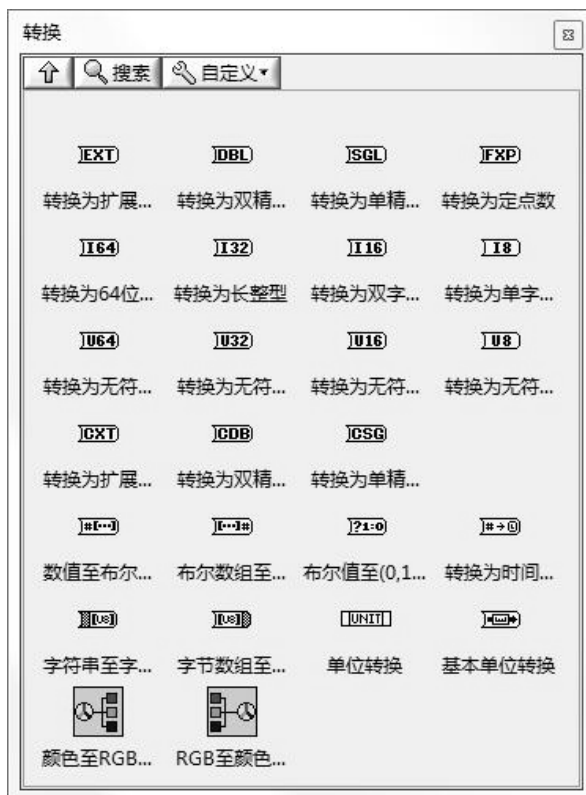 转换
搜索 自定义
EXT DBL SGL FXP
转换为扩展... 转换为双精... 转换为单精... 转换为定点数
I64 I32 I16 I8
转换为64位... 转换为长整型 转换为双字... 转换为单字...
U64 U32 U16 U8
转换为无符... 转换为无符... 转换为无符... 转换为无符...
CXT CDB CSG
转换为扩展... 转换为双精... 转换为单精...
#[...] [...]# ?1:0 #→
数值至布尔... 布尔数组至... 布尔值至(0,1... 转换为时间...
[U8] [U8] UNIT
字符串至字... 字节数组至... 单位转换 基本单位转换
颜色至RGB... RGB至颜色...